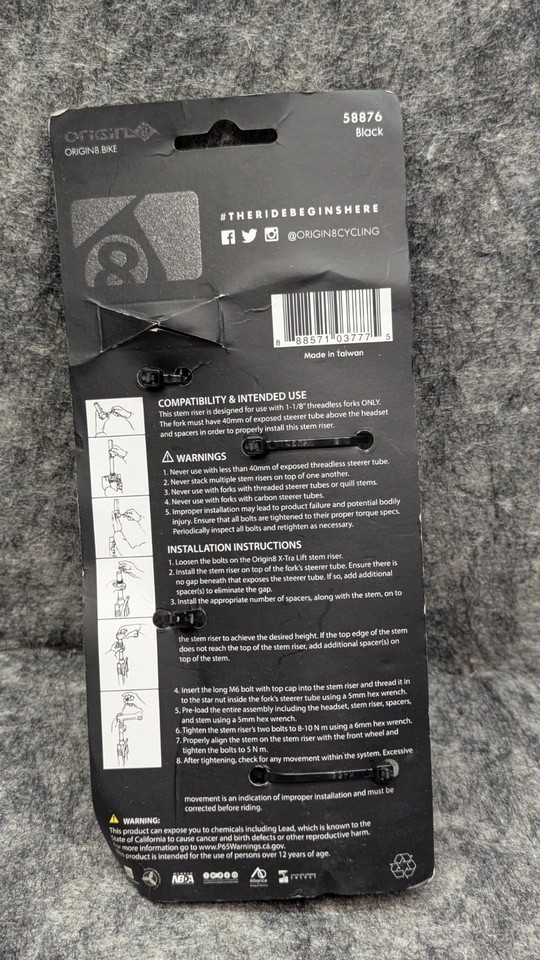 ORIGIN8
ORIGIN8.BIKE
58876
Black
#THERIDEBEGINSHERE
@ORIGIN8CYCLING
8 88571 03777 5
Made in Taiwan
COMPATIBILITY & INTENDED USE
This stem riser is designed for use with 1-1/8" threadless forks ONLY.
The fork must have 40mm of exposed steerer tube above the headset
and spacers in order to properly install this stem riser.
WARNINGS
1. Never use with less than 40mm of exposed threadless steerer tube.
2. Never stack multiple stem risers on top of one another.
3. Never use with forks with threaded steerer tubes or quill stems.
4. Never use with forks with carbon steerer tubes.
5. Improper installation may lead to product failure and potential bodily
injury. Ensure that all bolts are tightened to their proper torque specs.
Periodically inspect all bolts and retighten as necessary.
INSTALLATION INSTRUCTIONS
1. Loosen the bolts on the Origin8 X-Tra Lift stem riser.
2. Install the stem riser on top of the fork's steerer tube. Ensure there is
no gap beneath that exposes the steerer tube. If so, add additional
spacer(s) to eliminate the gap.
3. Install the appropriate number of spacers, along with the stem, on to
the stem riser to achieve the desired height. If the top edge of the stem
does not reach the top of the stem riser, add additional spacer(s) on
top of the stem.
4. Insert the long M6 bolt with top cap into the stem riser and thread it in
to the star nut inside the fork's steerer tube using a 5mm hex wrench.
5. Pre-load the entire assembly including the headset, stem riser, spacers,
and stem using a 5mm hex wrench.
6. Tighten the stem riser's two bolts to 8-10 N m using a 6mm hex wrench.
7. Properly align the stem on the stem riser with the front wheel and
tighten the bolts to 5 N m.
8. After tightening, check for any movement within the system. Excessive
movement is an indication of improper installation and must be
corrected before riding.
WARNING:
This product can expose you to chemicals including Lead, which is known to the
State of California to cause cancer and birth defects or other reproductive harm.
For more information go to www.P65Warnings.ca.gov.
product is intended for the use of persons over 12 years of age.
NBDA